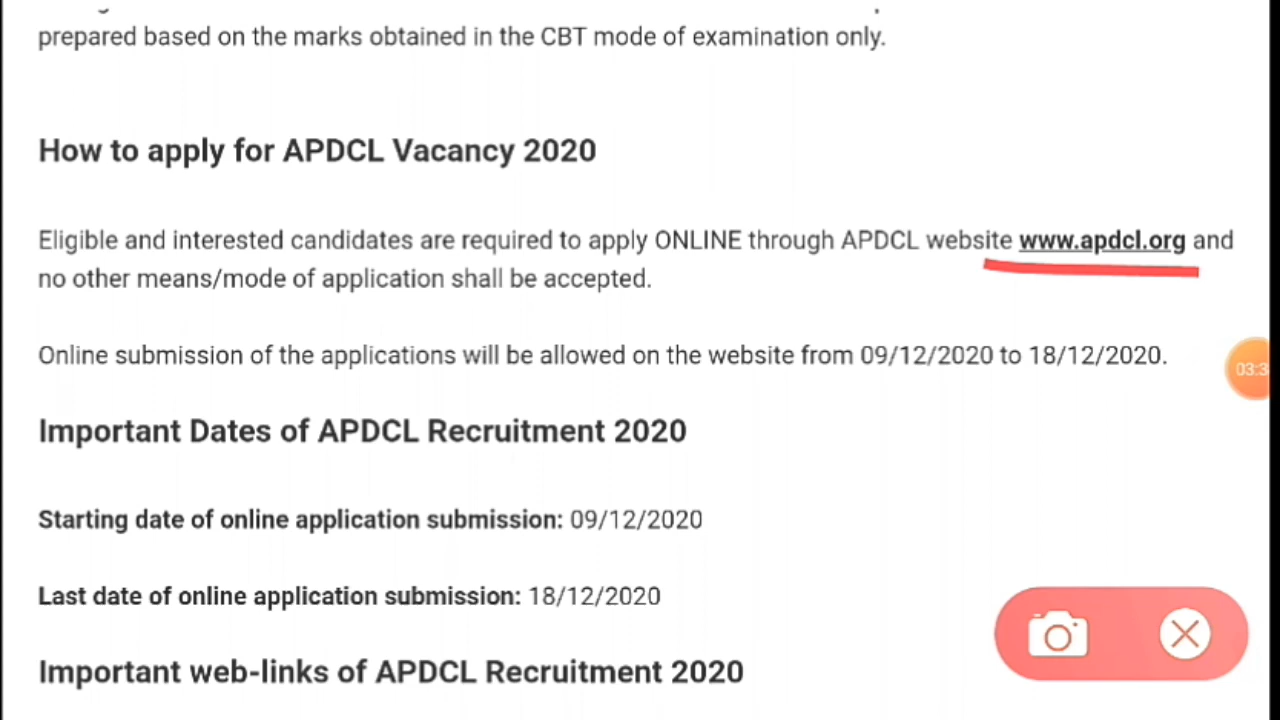 prepared based on the marks obtained in the CBT mode of examination only.
How to apply for APDCL Vacancy 2020
Eligible and interested candidates are required to apply ONLINE through APDCL website www.apdcl.org and
no other means/mode of application shall be accepted.
Online submission of the applications will be allowed on the website from 09/12/2020 to 18/12/2020.
03:3
Important Dates of APDCL Recruitment 2020
Starting date of online application submission: 09/12/2020
Last date of online application submission: 18/12/2020
Important web-links of APDCL Recruitment 2020